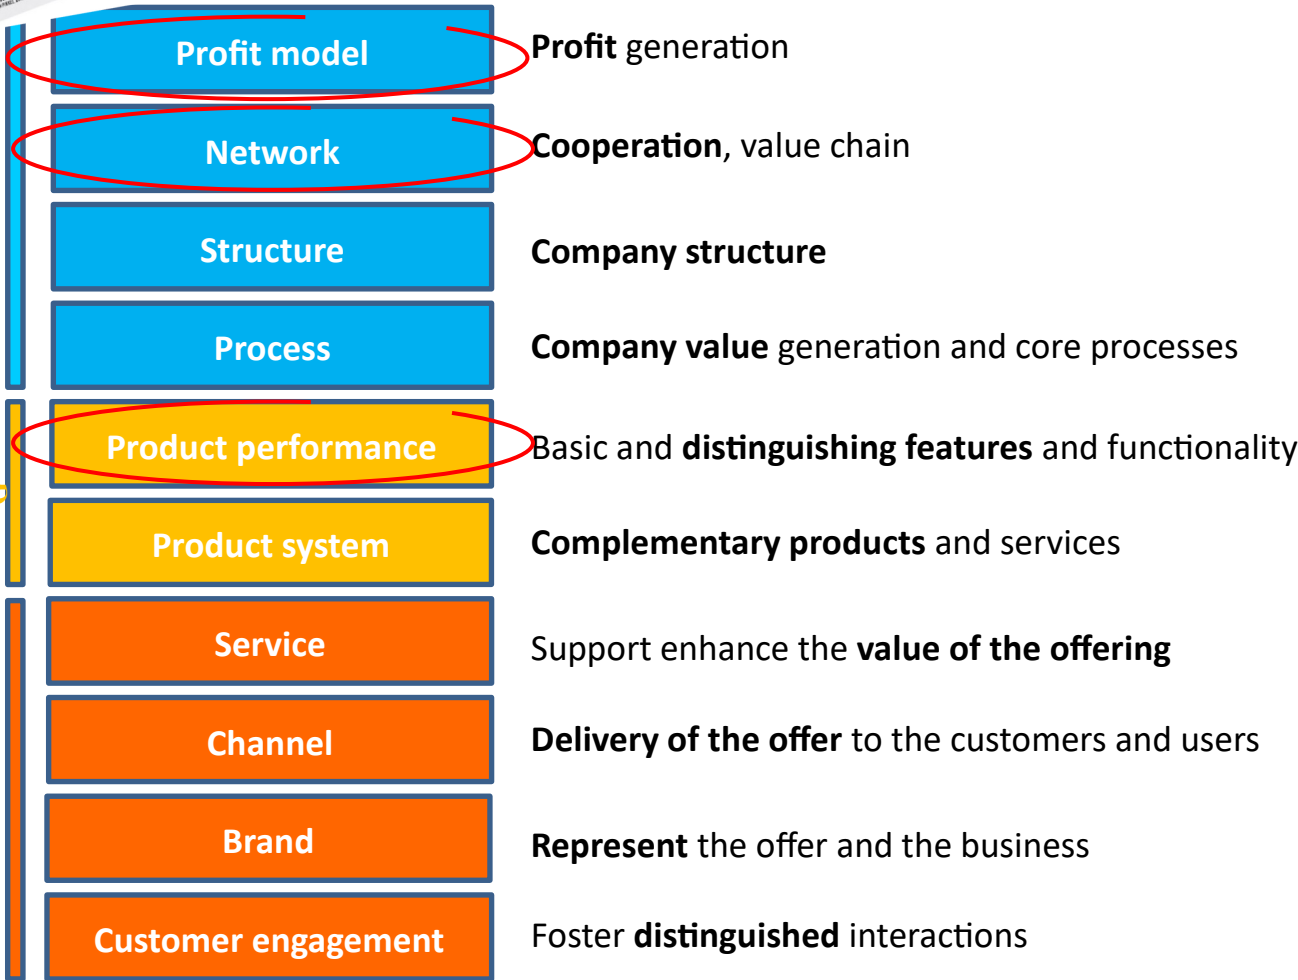 Profit model
Profit generation
Network
Cooperation, value chain
Structure
Company structure
Process
Company value generation and core processes
Product performance
Basic and distinguishing features and functionality
Product system
Complementary products and services
Service
Support enhance the value of the offering
Channel
Delivery of the offer to the customers and users
Brand
Represent the offer and the business
Customer engagement
Foster distinguished interactions